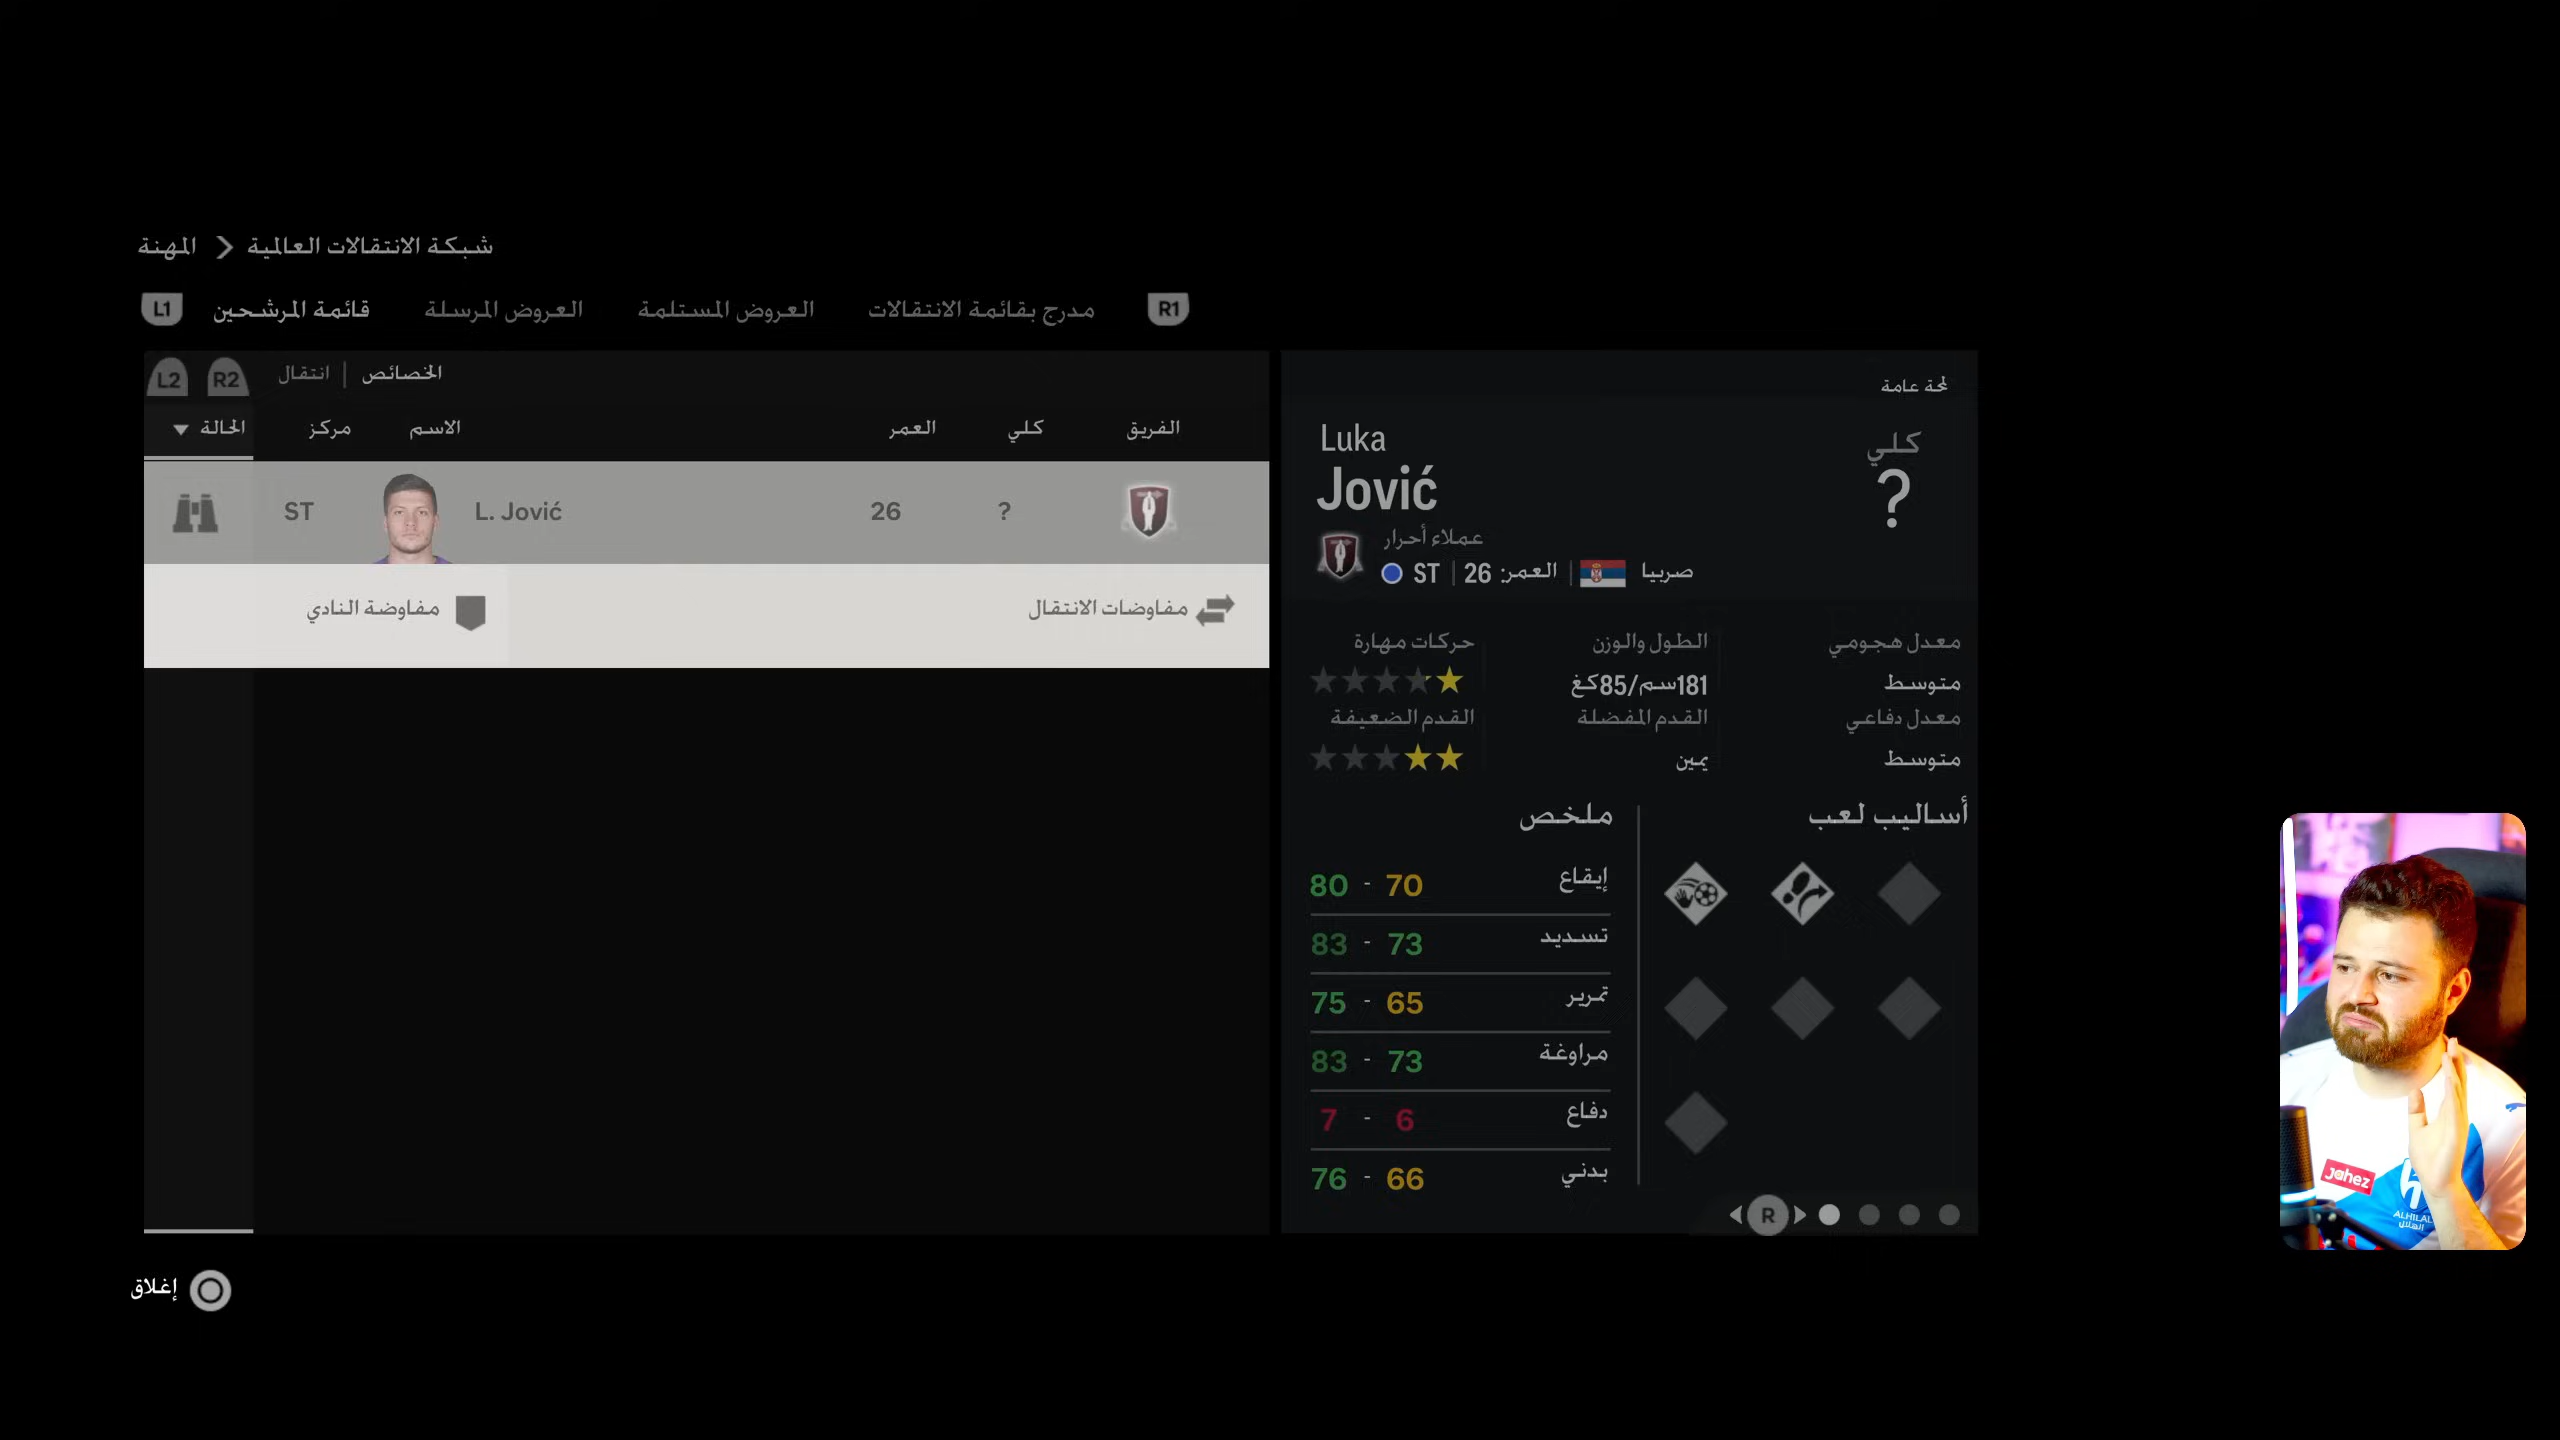 المهنة > شبكة الانتقالات العالمية
L1 قائمة المرشحين العروض المرسلة العروض المستلمة مدرج بقائمة الانتقالات R1
L2 R2 انتقال | الخصائص
الحالة مركز الاسم العمر كلي الفريق
ST L. Jović 26 ?
مفاوضة النادي مفاوضات الانتقال
لمحة عامة
Luka
Jović
كلي
?
عملاء أحرار
ST | العمر: 26 | صربيا
حركات مهارة الطول والوزن معدل هجومي
181سم/85كغ متوسط
القدم الضعيفة القدم المفضلة معدل دفاعي
يمين متوسط
ملخص أساليب لعب
80 - 70 إيقاع
83 - 73 تسديد
75 - 65 تمرير
83 - 73 مراوغة
7 - 6 دفاع
76 - 66 بدني
R
إغلاق
jahez
ALHILAL
الهلال